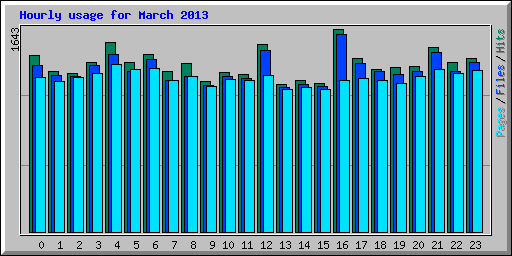 Hourly usage for March 2013
1643
Pages / Files / Hits
0 1 2 3 4 5 6 7 8 9 10 11 12 13 14 15 16 17 18 19 20 21 22 23